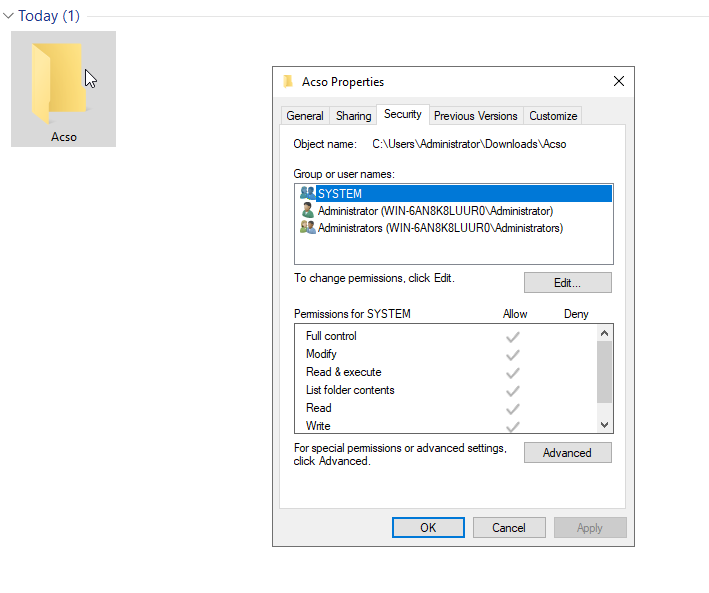 Today (1)
Acso
Acso Properties
General Sharing Security Previous Versions Customize
Object name: C:\Users\Administrator\Downloads\Acso
Group or user names:
SYSTEM
Administrator (WIN-6AN8K8LUUR0\Administrator)
Administrators (WIN-6AN8K8LUUR0\Administrators)
To change permissions, click Edit.
Edit...
Permissions for SYSTEM Allow Deny
Full control
Modify
Read & execute
List folder contents
Read
Write
For special permissions or advanced settings,
click Advanced.
Advanced
OK Cancel Apply